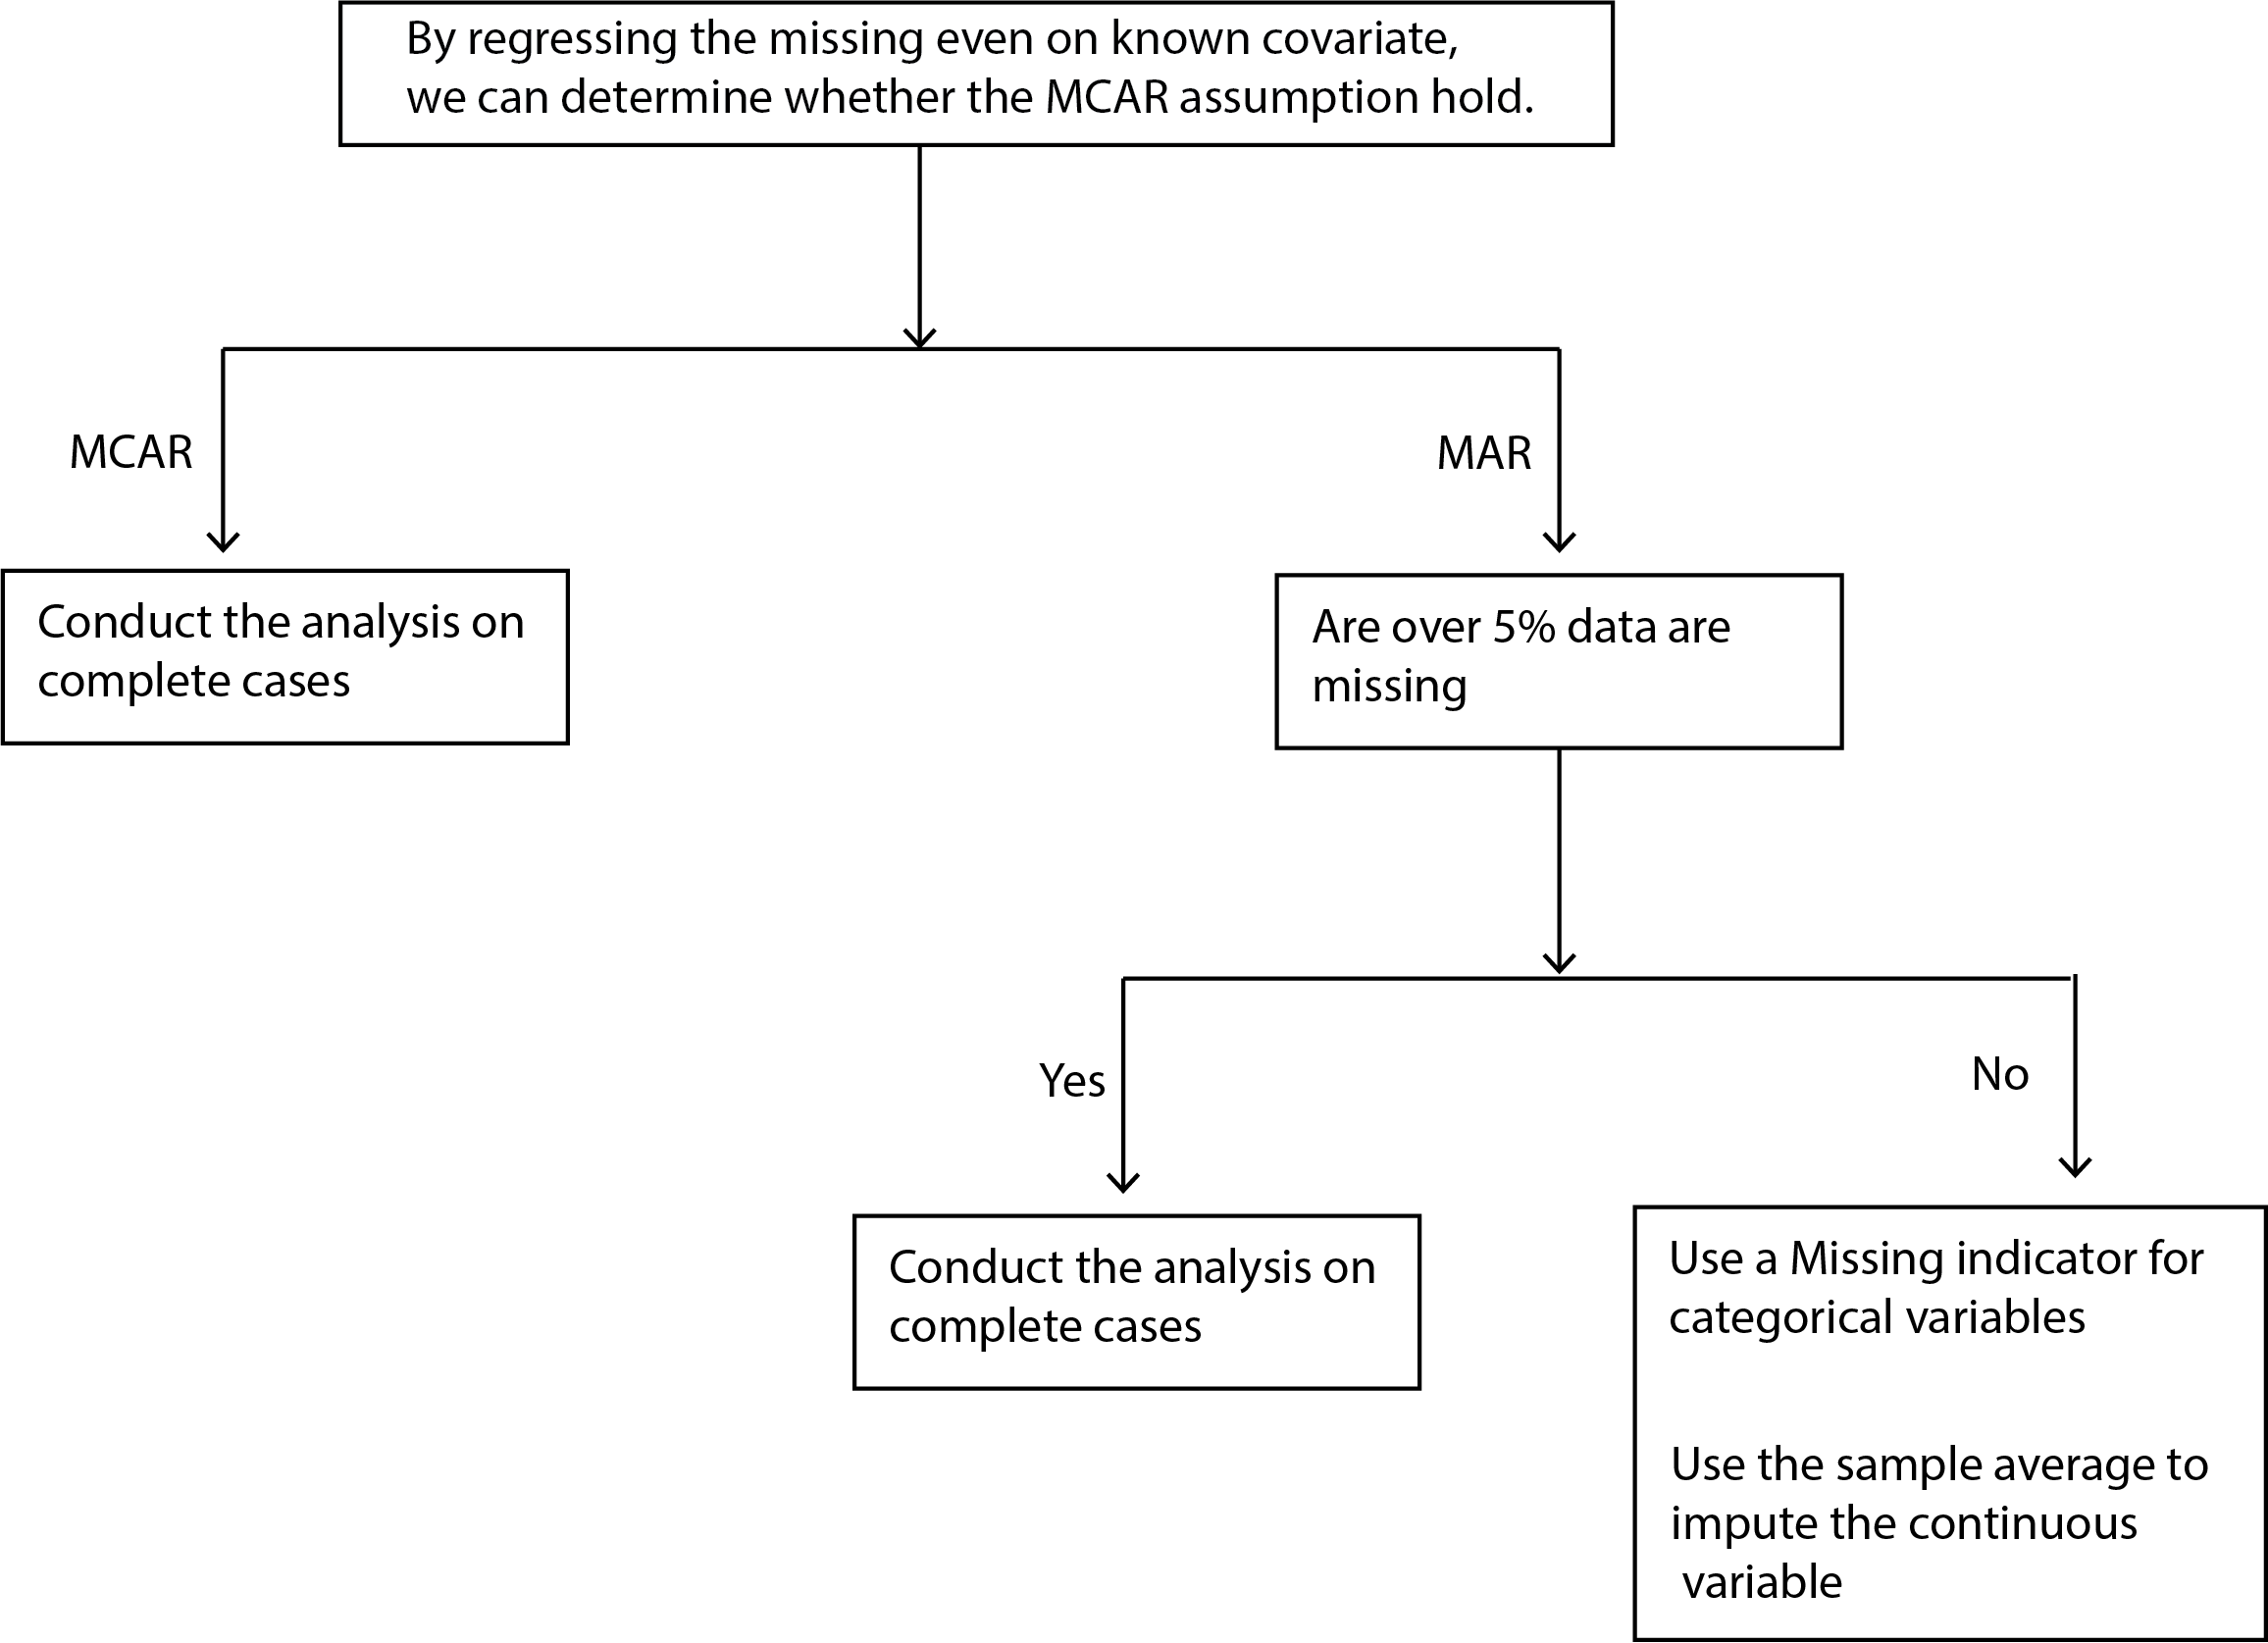 By regressing the missing even on known covariate,
we can determine whether the MCAR assumption hold.
MCAR
MAR
Conduct the analysis on
complete cases
Are over 5% data are
missing
Yes
No
Conduct the analysis on
complete cases
Use a Missing indicator for
categorical variables
Use the sample average to
impute the continuous
variable